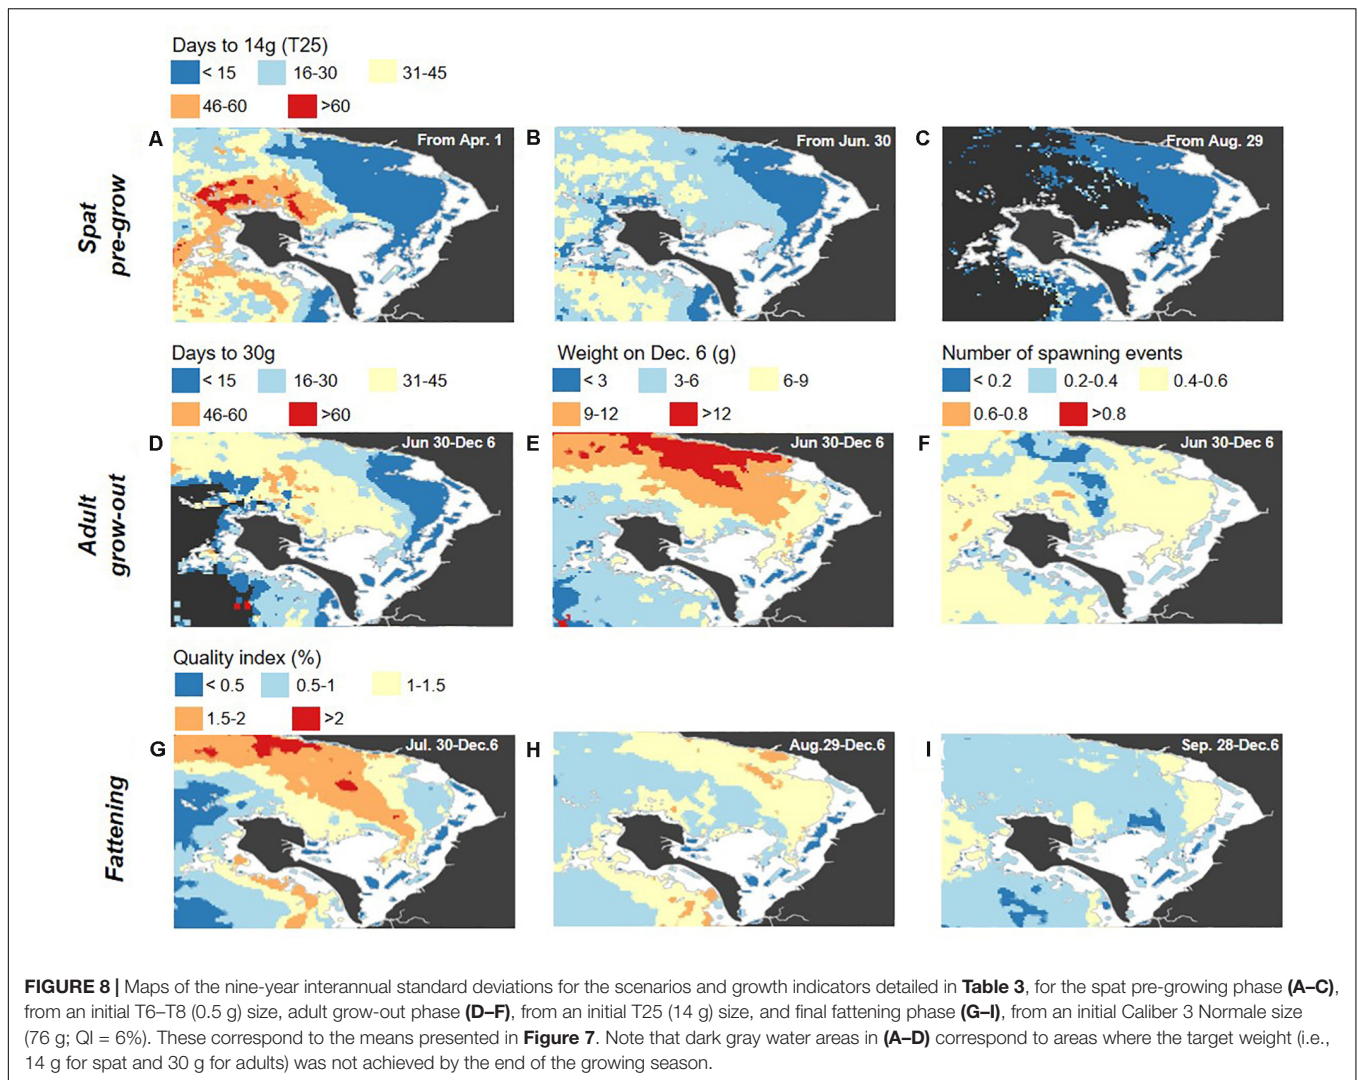 Days to 14g (T25)
< 15 16-30 31-45
46-60 >60
A From Apr. 1
B From Jun. 30
C From Aug. 29
Spat
pre-grow
Days to 30g
< 15 16-30 31-45
46-60 >60
Weight on Dec. 6 (g)
< 3 3-6 6-9
9-12 >12
Number of spawning events
< 0.2 0.2-0.4 0.4-0.6
0.6-0.8 >0.8
D Jun 30-Dec 6
E Jun 30-Dec 6
F Jun 30-Dec 6
Adult
grow-out
Quality index (%)
< 0.5 0.5-1 1-1.5
1.5-2 >2
G Jul. 30-Dec.6
H Aug.29-Dec.6
I Sep. 28-Dec.6
Fattening
FIGURE 8 | Maps of the nine-year interannual standard deviations for the scenarios and growth indicators detailed in Table 3, for the spat pre-growing phase (A–C),
from an initial T6–T8 (0.5 g) size, adult grow-out phase (D–F), from an initial T25 (14 g) size, and final fattening phase (G–I), from an initial Caliber 3 Normale size
(76 g; QI = 6%). These correspond to the means presented in Figure 7. Note that dark gray water areas in (A–D) correspond to areas where the target weight (i.e.,
14 g for spat and 30 g for adults) was not achieved by the end of the growing season.